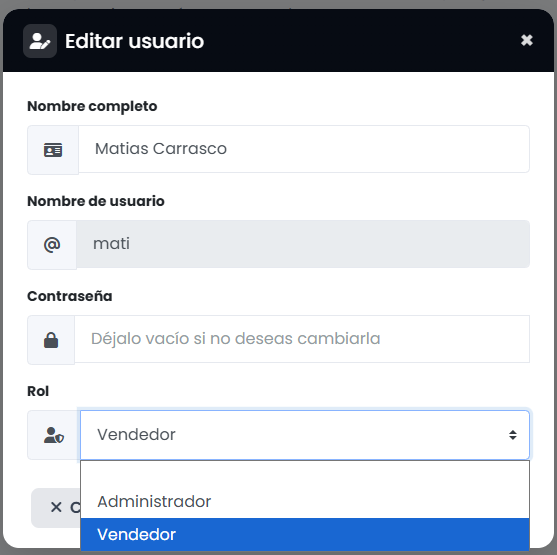 Editar usuario
Nombre completo
Matias Carrasco
Nombre de usuario
@ mati
Contraseña
Déjalo vacío si no deseas cambiarla
Rol
Vendedor
Administrador
Vendedor